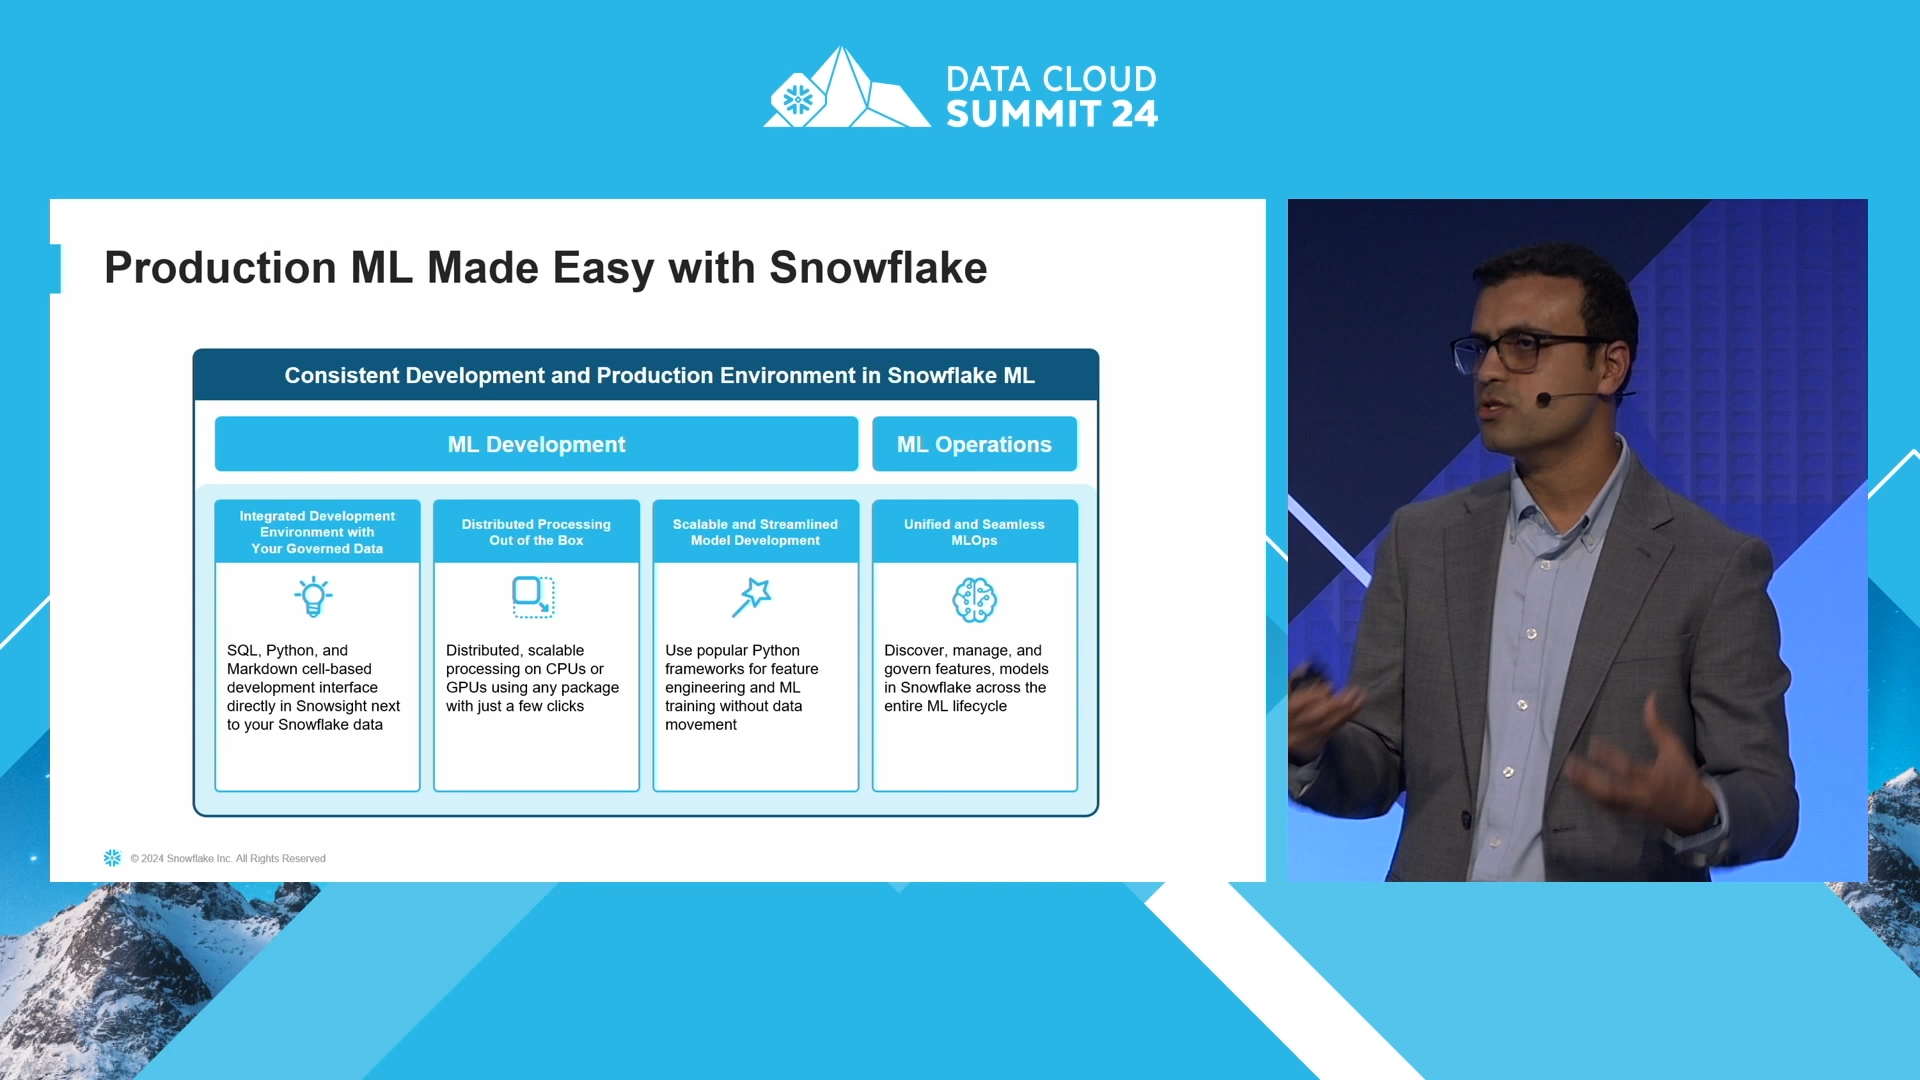 DATA CLOUD
SUMMIT 24
Production ML Made Easy with Snowflake
Consistent Development and Production Environment in Snowflake ML
ML Development
ML Operations
Integrated Development
Environment with
Your Governed Data
Distributed Processing
Out of the Box
Scalable and Streamlined
Model Development
Unified and Seamless
MLOps
SQL, Python, and
Markdown cell-based
development interface
directly in Snowsight next
to your Snowflake data
Distributed, scalable
processing on CPUs or
GPUs using any package
with just a few clicks
Use popular Python
frameworks for feature
engineering and ML
training without data
movement
Discover, manage, and
govern features, models
in Snowflake across the
entire ML lifecycle
© 2024 Snowflake Inc. All Rights Reserved